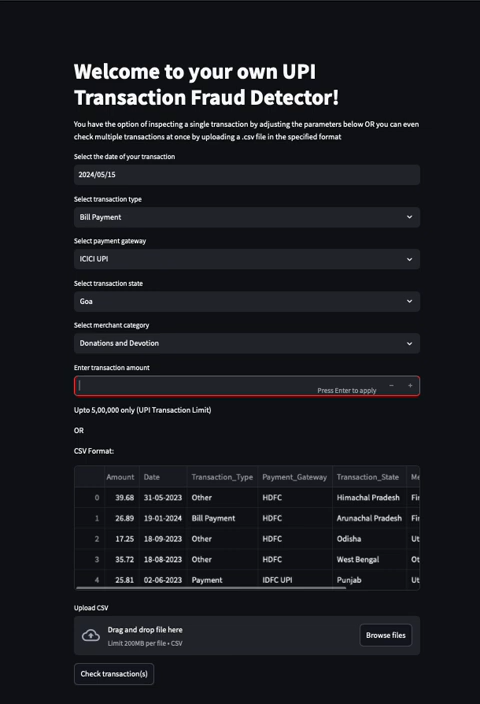 Welcome to your own UPI
Transaction Fraud Detector!
You have the option of inspecting a single transaction by adjusting the parameters below OR you can even
check multiple transactions at once by uploading a .csv file in the specified format
Select the date of your transaction
2024/05/15
Select transaction type
Bill Payment
Select payment gateway
ICICI UPI
Select transaction state
Goa
Select merchant category
Donations and Devotion
Enter transaction amount
Press Enter to apply
Upto 5,00,000 only (UPI Transaction Limit)
OR
CSV Format:
Amount Date Transaction_Type Payment_Gateway Transaction_State Me
0 39.68 31-05-2023 Other HDFC Himachal Pradesh Fin
1 26.89 19-01-2024 Bill Payment HDFC Arunachal Pradesh Fin
2 17.25 18-09-2023 Other HDFC Odisha Ut
3 35.72 18-08-2023 Other HDFC West Bengal Ot
4 25.81 02-06-2023 Payment IDFC UPI Punjab Ut
Upload CSV
Drag and drop file here
Limit 200MB per file • CSV
Browse files
Check transaction(s)